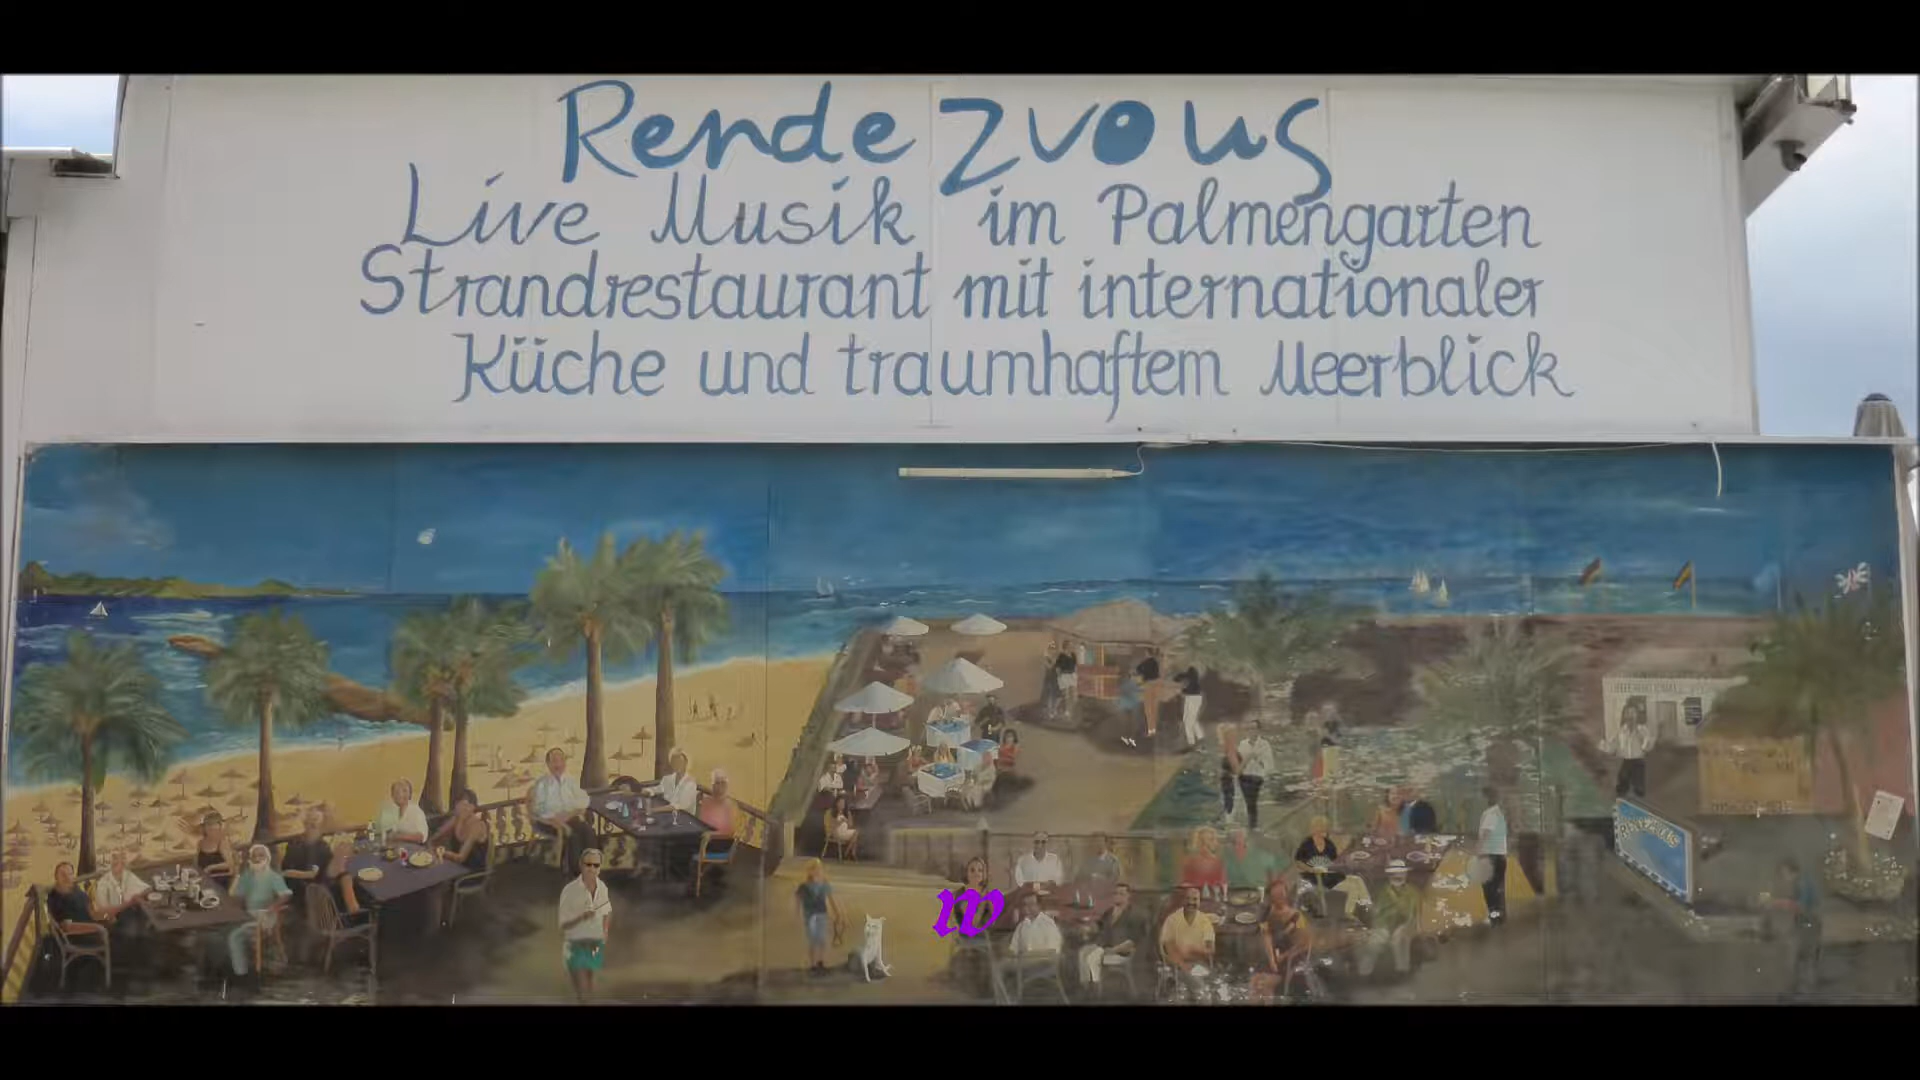 Rendezvous
Live Musik im Palmengarten
Strandrestaurant mit internationaler
Küche und traumhaftem Meerblick
w